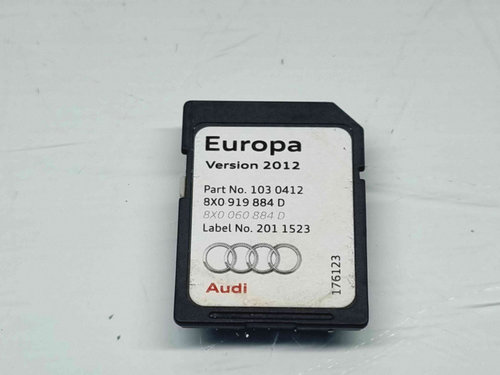 Europa
Version 2012
Part No. 103 0412
8X0 919 884 D
8X0 060 884 D
Label No. 201 1523
Audi
176123